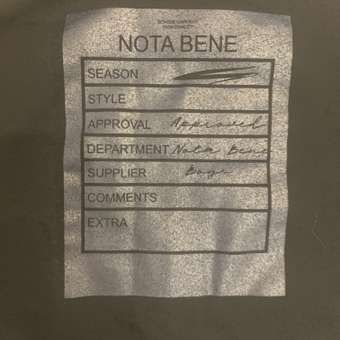 NOTA BENE
SEASON
STYLE
APPROVAL Approved
DEPARTMENT Nota Bene
SUPPLIER
COMMENTS
EXTRA